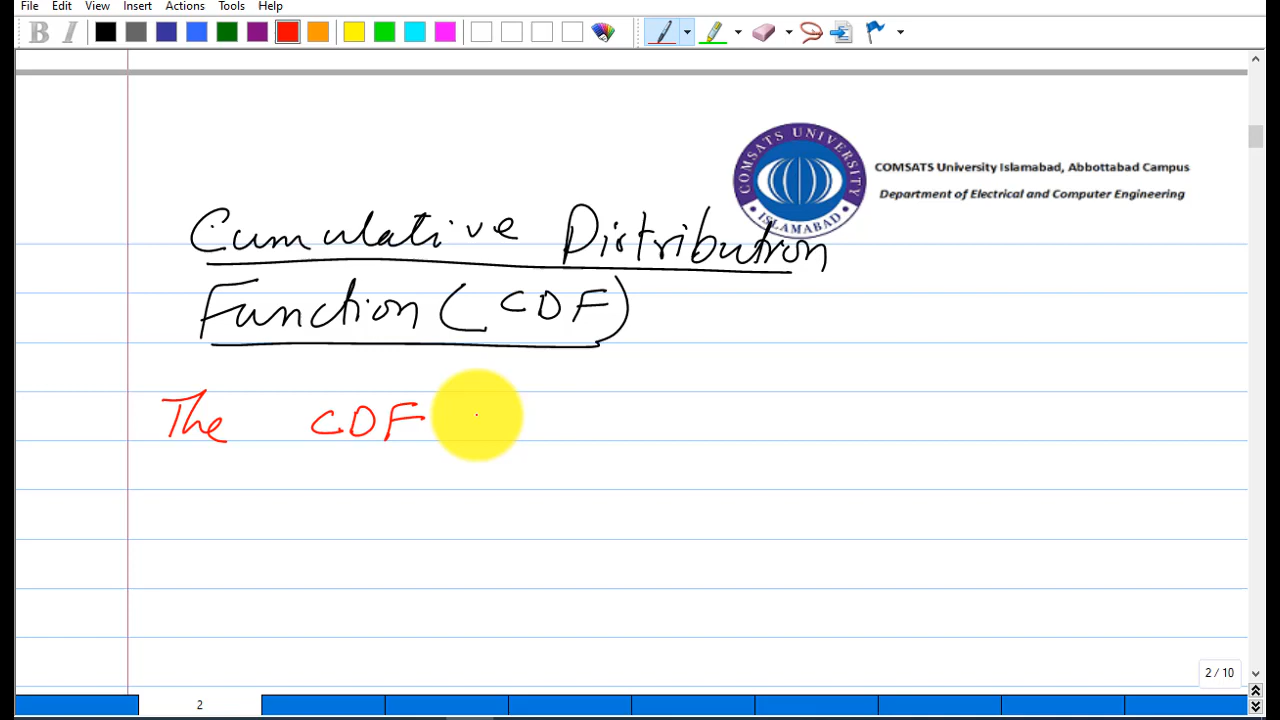 File Edit View Insert Actions Tools Help
B I
COMSATS UNIVERSITY
ISLAMABAD
COMSATS University Islamabad, Abbottabad Campus
Department of Electrical and Computer Engineering
Cumulative Distribution
Function (CDF)
The CDF
2 / 10
2